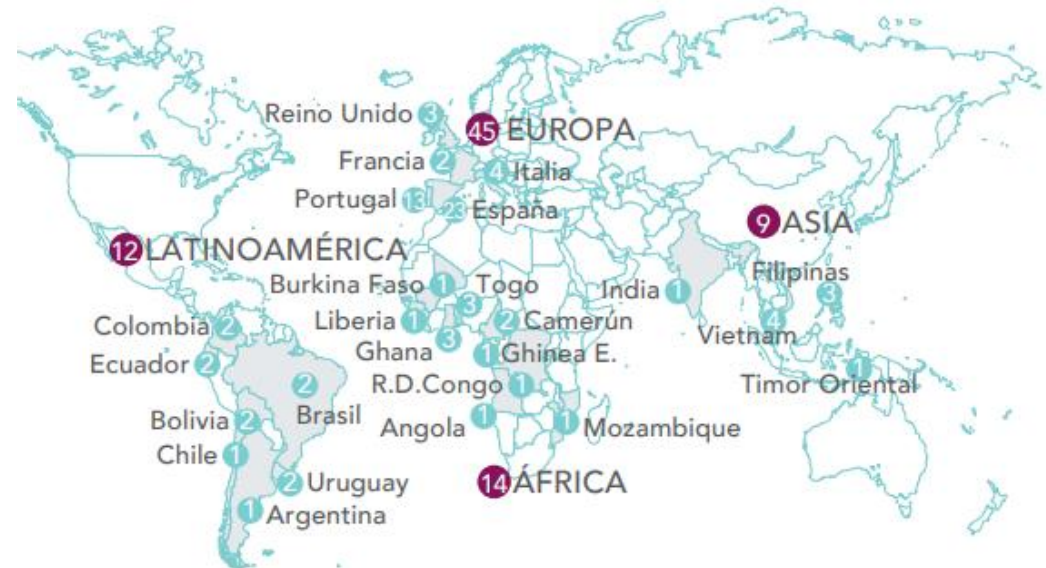 Reino Unido 3
45 EUROPA
Francia 2
4 Italia
Portugal 13
23 España
9 ASIA
12 LATINOAMÉRICA
Filipinas
3
Burkina Faso 1
Togo
3
India 1
Liberia 1
2 Camerún
Colombia 2
Vietnam
4
Ghana
3
1 Ghinea E.
Ecuador 2
R.D.Congo 1
1
Timor Oriental
2
Brasil
Bolivia 2
Angola 1
1 Mozambique
Chile 1
2 Uruguay
14 ÁFRICA
1 Argentina